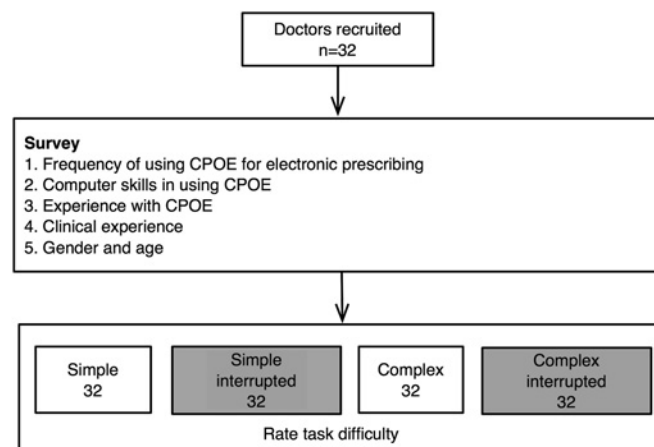 Doctors recruited
n=32
Survey
1. Frequency of using CPOE for electronic prescribing
2. Computer skills in using CPOE
3. Experience with CPOE
4. Clinical experience
5. Gender and age
Simple
32
Simple
interrupted
32
Complex
32
Complex
interrupted
32
Rate task difficulty